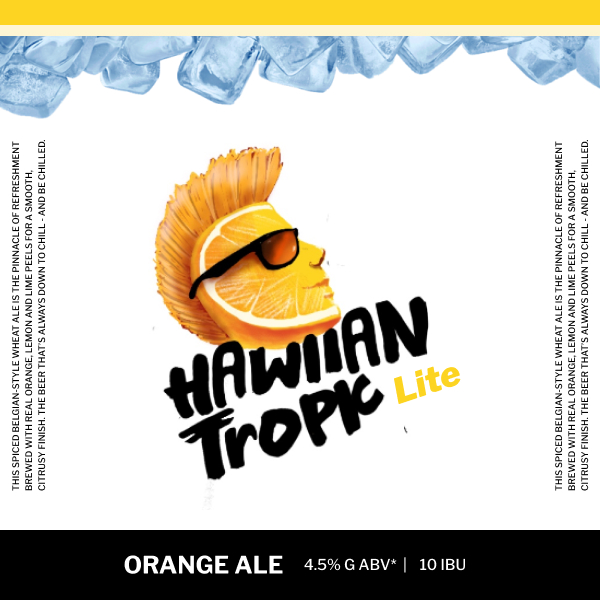 THIS SPICED BELGIAN-STYLE WHEAT ALE IS THE PINNACLE OF REFRESHMENT
BREWED WITH REAL ORANGE, LEMON AND LIME PEELS FOR A SMOOTH,
CITRUSY FINISH. THE BEER THAT'S ALWAYS DOWN TO CHILL - AND BE CHILLED.
HAWIIAN
TropIc
Lite
THIS SPICED BELGIAN-STYLE WHEAT ALE IS THE PINNACLE OF REFRESHMENT
BREWED WITH REAL ORANGE, LEMON AND LIME PEELS FOR A SMOOTH,
CITRUSY FINISH. THE BEER THAT'S ALWAYS DOWN TO CHILL - AND BE CHILLED.
ORANGE ALE 4.5% G ABV* | 10 IBU